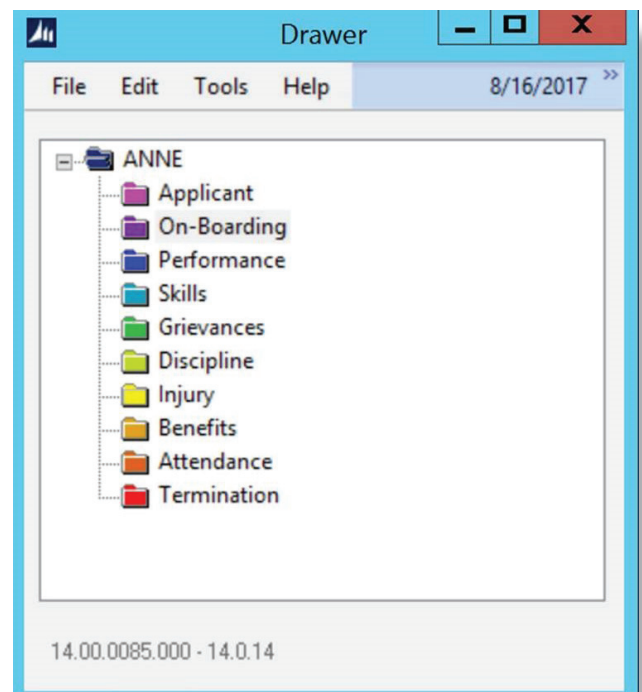 Drawer
File Edit Tools Help 8/16/2017 »
ANNE
Applicant
On-Boarding
Performance
Skills
Grievances
Discipline
Injury
Benefits
Attendance
Termination
14.00.0085.000 - 14.0.14